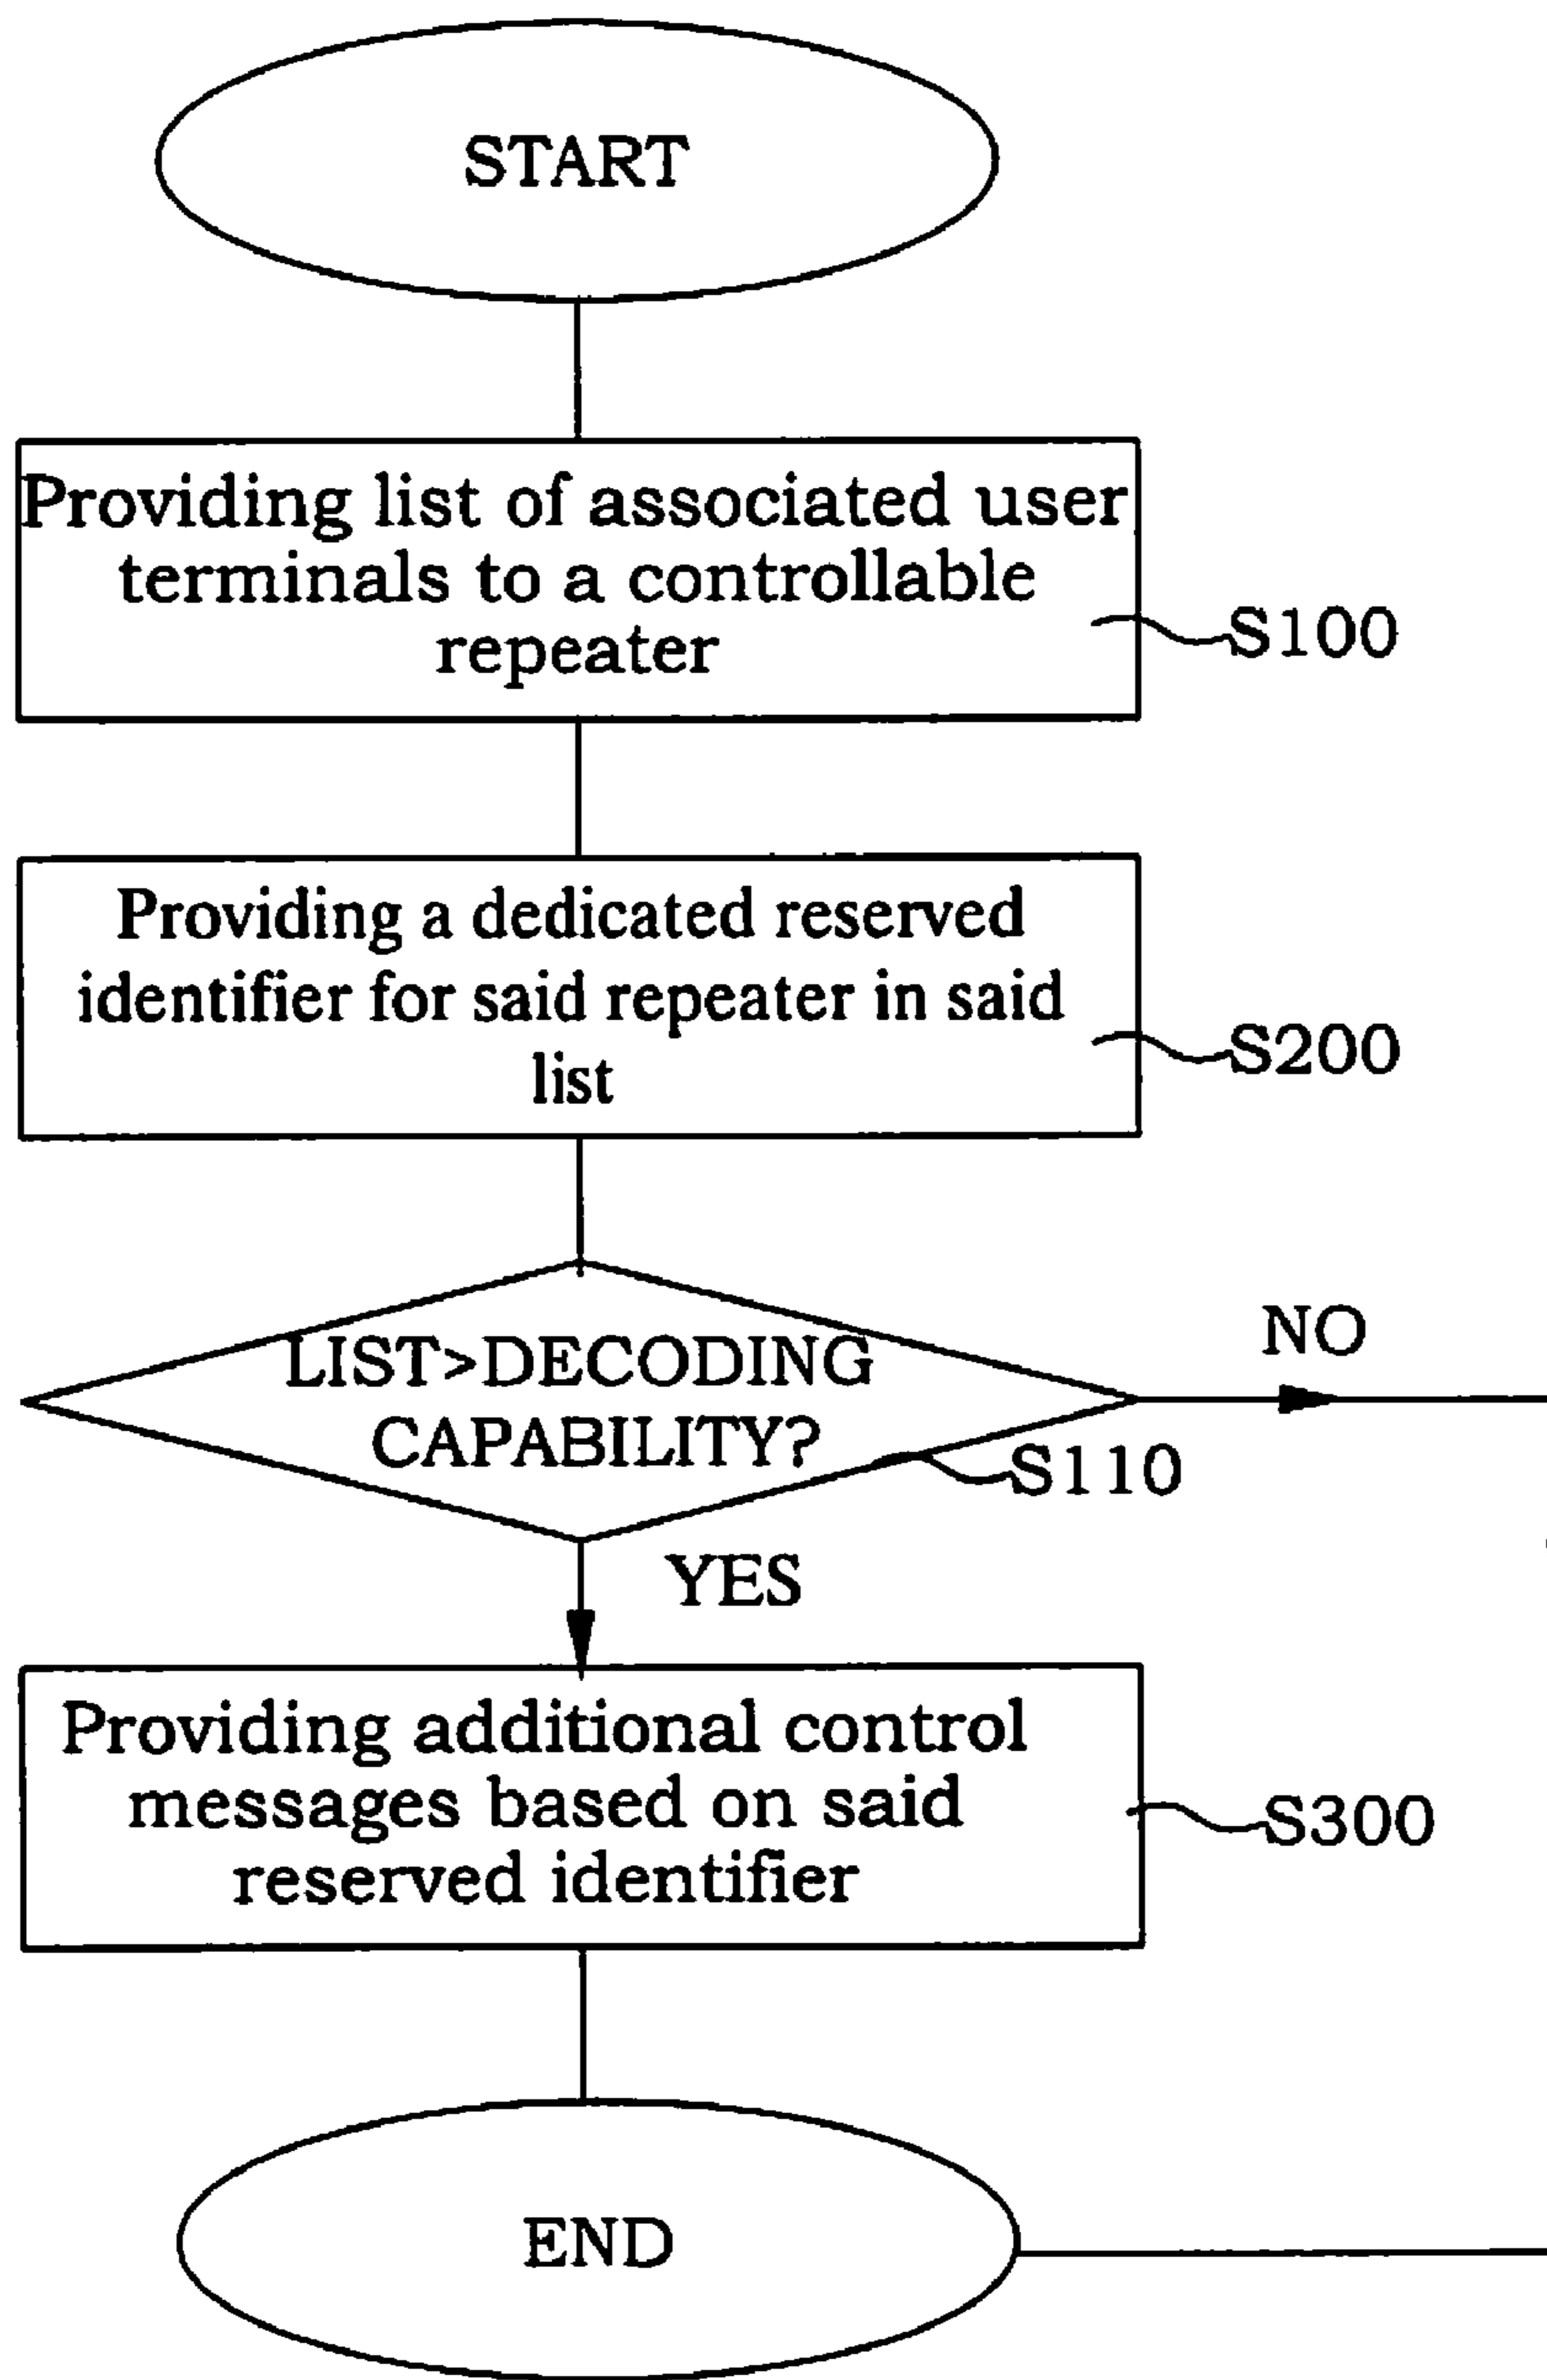 START
Providing list of associated user
terminals to a controllable
repeater
S100
Providing a dedicated reserved
identifier for said repeater in said
list
S200
LIST>DECODING
CAPABILITY?
NO
S110
YES
Providing additional control
messages based on said
reserved identifier
S300
END